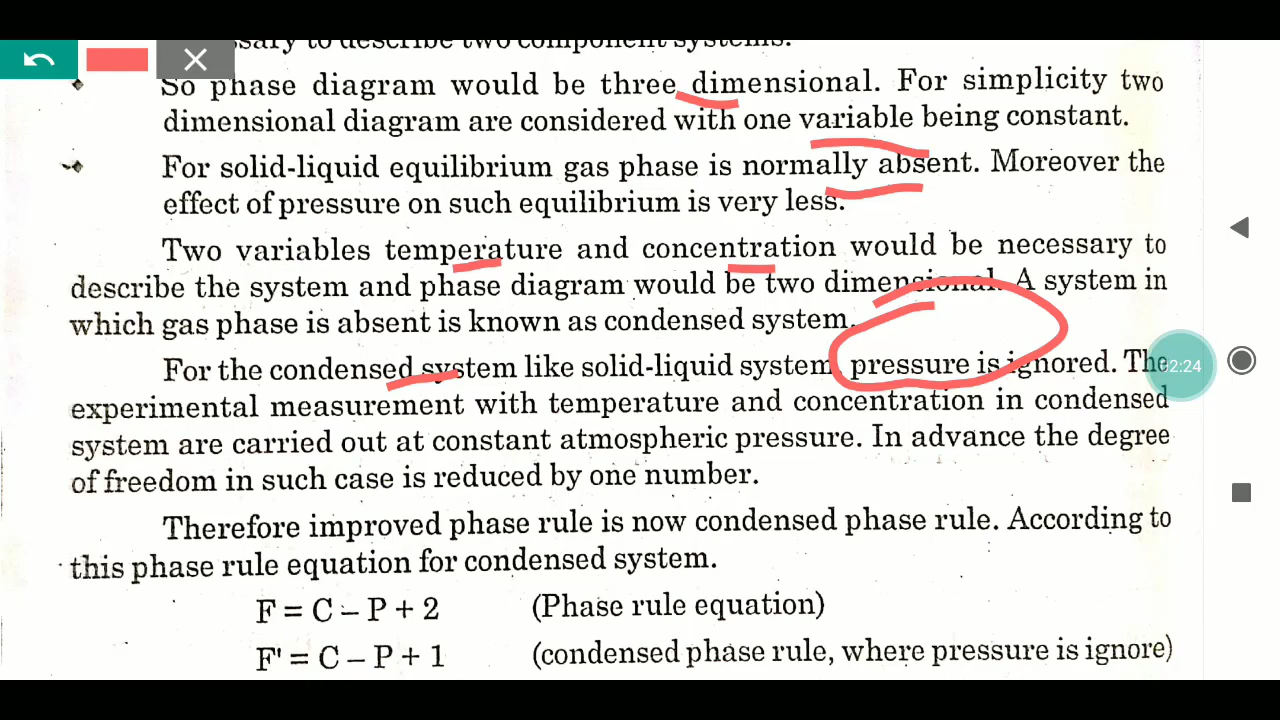 ssary to describe two component systems.
So phase diagram would be three dimensional. For simplicity two
dimensional diagram are considered with one variable being constant.
For solid-liquid equilibrium gas phase is normally absent. Moreover the
effect of pressure on such equilibrium is very less.
Two variables temperature and concentration would be necessary to
describe the system and phase diagram would be two dimensional. A system in
which gas phase is absent is known as condensed system.
For the condensed system like solid-liquid system, pressure is ignored. The
experimental measurement with temperature and concentration in condensed
system are carried out at constant atmospheric pressure. In advance the degree
of freedom in such case is reduced by one number.
Therefore improved phase rule is now condensed phase rule. According to
this phase rule equation for condensed system.
F = C – P + 2 (Phase rule equation)
F' = C – P + 1 (condensed phase rule, where pressure is ignore)
2:24